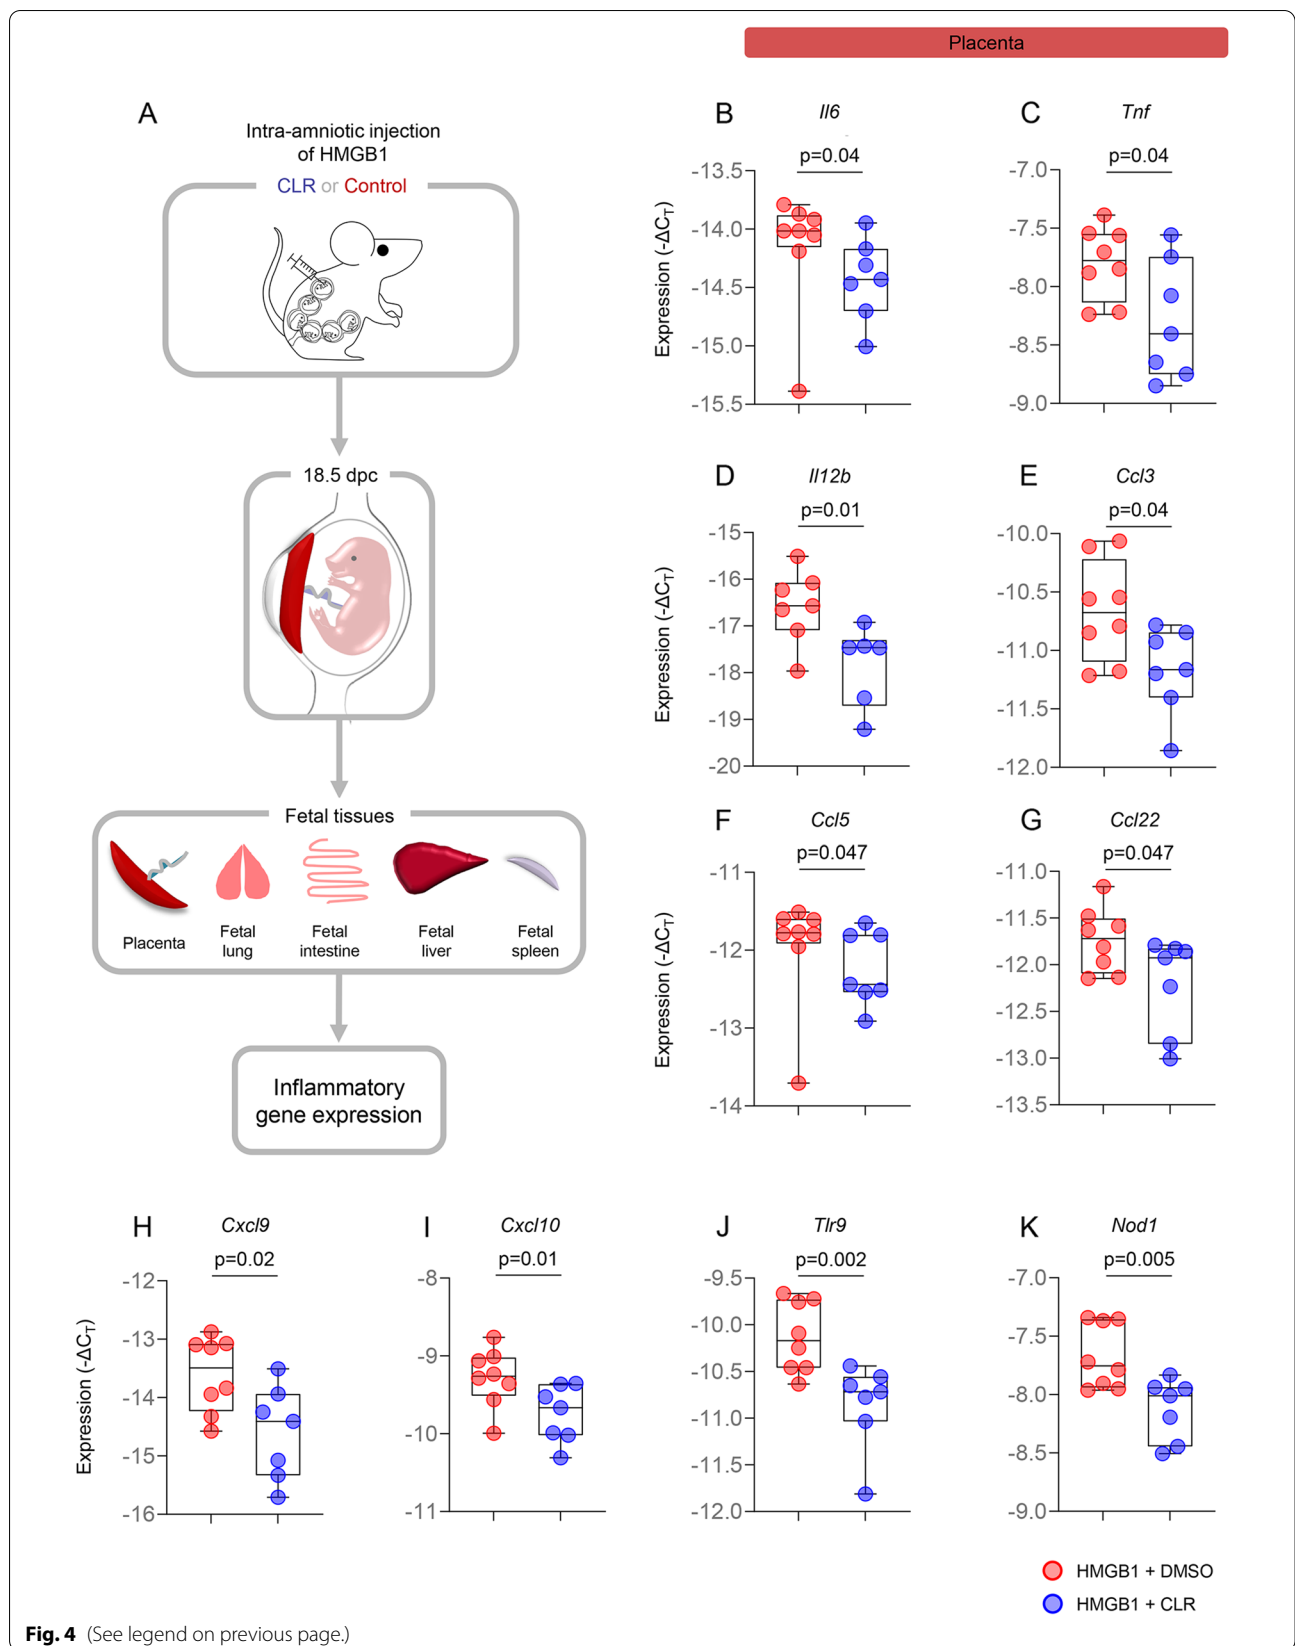 Placenta
A
Intra-amniotic injection
of HMGB1
CLR or Control
18.5 dpc
Fetal tissues
Placenta
Fetal
lung
Fetal
intestine
Fetal
liver
Fetal
spleen
Inflammatory
gene expression
B
Il6
p=0.04
Expression (-ΔCT)
-13.5
-14.0
-14.5
-15.0
-15.5
C
Tnf
p=0.04
-7.0
-7.5
-8.0
-8.5
-9.0
D
Il12b
p=0.01
Expression (-ΔCT)
-15
-16
-17
-18
-19
-20
E
Ccl3
p=0.04
-10.0
-10.5
-11.0
-11.5
-12.0
F
Ccl5
p=0.047
Expression (-ΔCT)
-11
-12
-13
-14
G
Ccl22
p=0.047
-11.0
-11.5
-12.0
-12.5
-13.0
-13.5
H
Cxcl9
p=0.02
Expression (-ΔCT)
-12
-13
-14
-15
-16
I
Cxcl10
p=0.01
-8
-9
-10
-11
J
Tlr9
p=0.002
-9.5
-10.0
-10.5
-11.0
-11.5
-12.0
K
Nod1
p=0.005
-7.0
-7.5
-8.0
-8.5
-9.0
HMGB1 + DMSO
HMGB1 + CLR
Fig. 4 (See legend on previous page.)